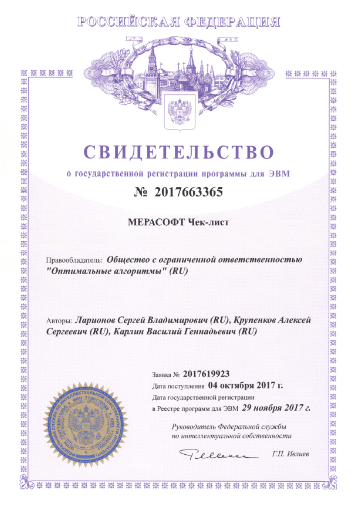 РОССИЙСКАЯ ФЕДЕРАЦИЯ
СВИДЕТЕЛЬСТВО
о государственной регистрации программы для ЭВМ
№ 2017663365
МЕРАСОФТ Чек-лист
Правообладатель: Общество с ограниченной ответственностью
"Оптимальные алгоритмы" (RU)
Авторы: Ларионов Сергей Владимирович (RU), Крупенков Алексей
Сергеевич (RU), Карлин Василий Геннадьевич (RU)
Заявка № 2017619923
Дата поступления 04 октября 2017 г.
Дата государственной регистрации
в Реестре программ для ЭВМ 29 ноября 2017 г.
Руководитель Федеральной службы
по интеллектуальной собственности
Г.П. Ивлиев